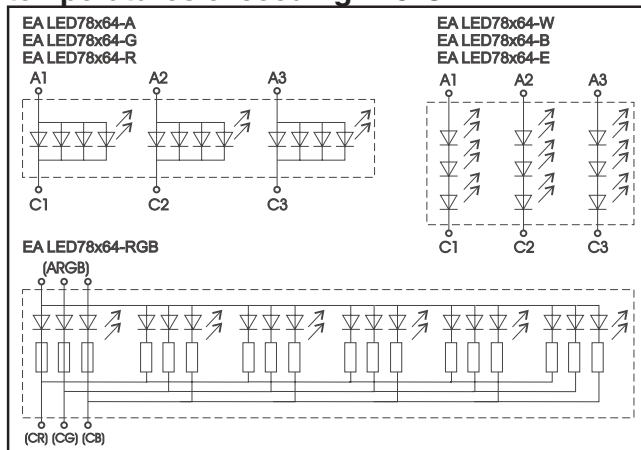 EA LED78x64-A
EA LED78x64-G
EA LED78x64-R
A1 A2 A3
C1 C2 C3
EA LED78x64-W
EA LED78x64-B
EA LED78x64-E
A1 A2 A3
C1 C2 C3
EA LED78x64-RGB
(ARGB)
(CR) (CG) (CB)